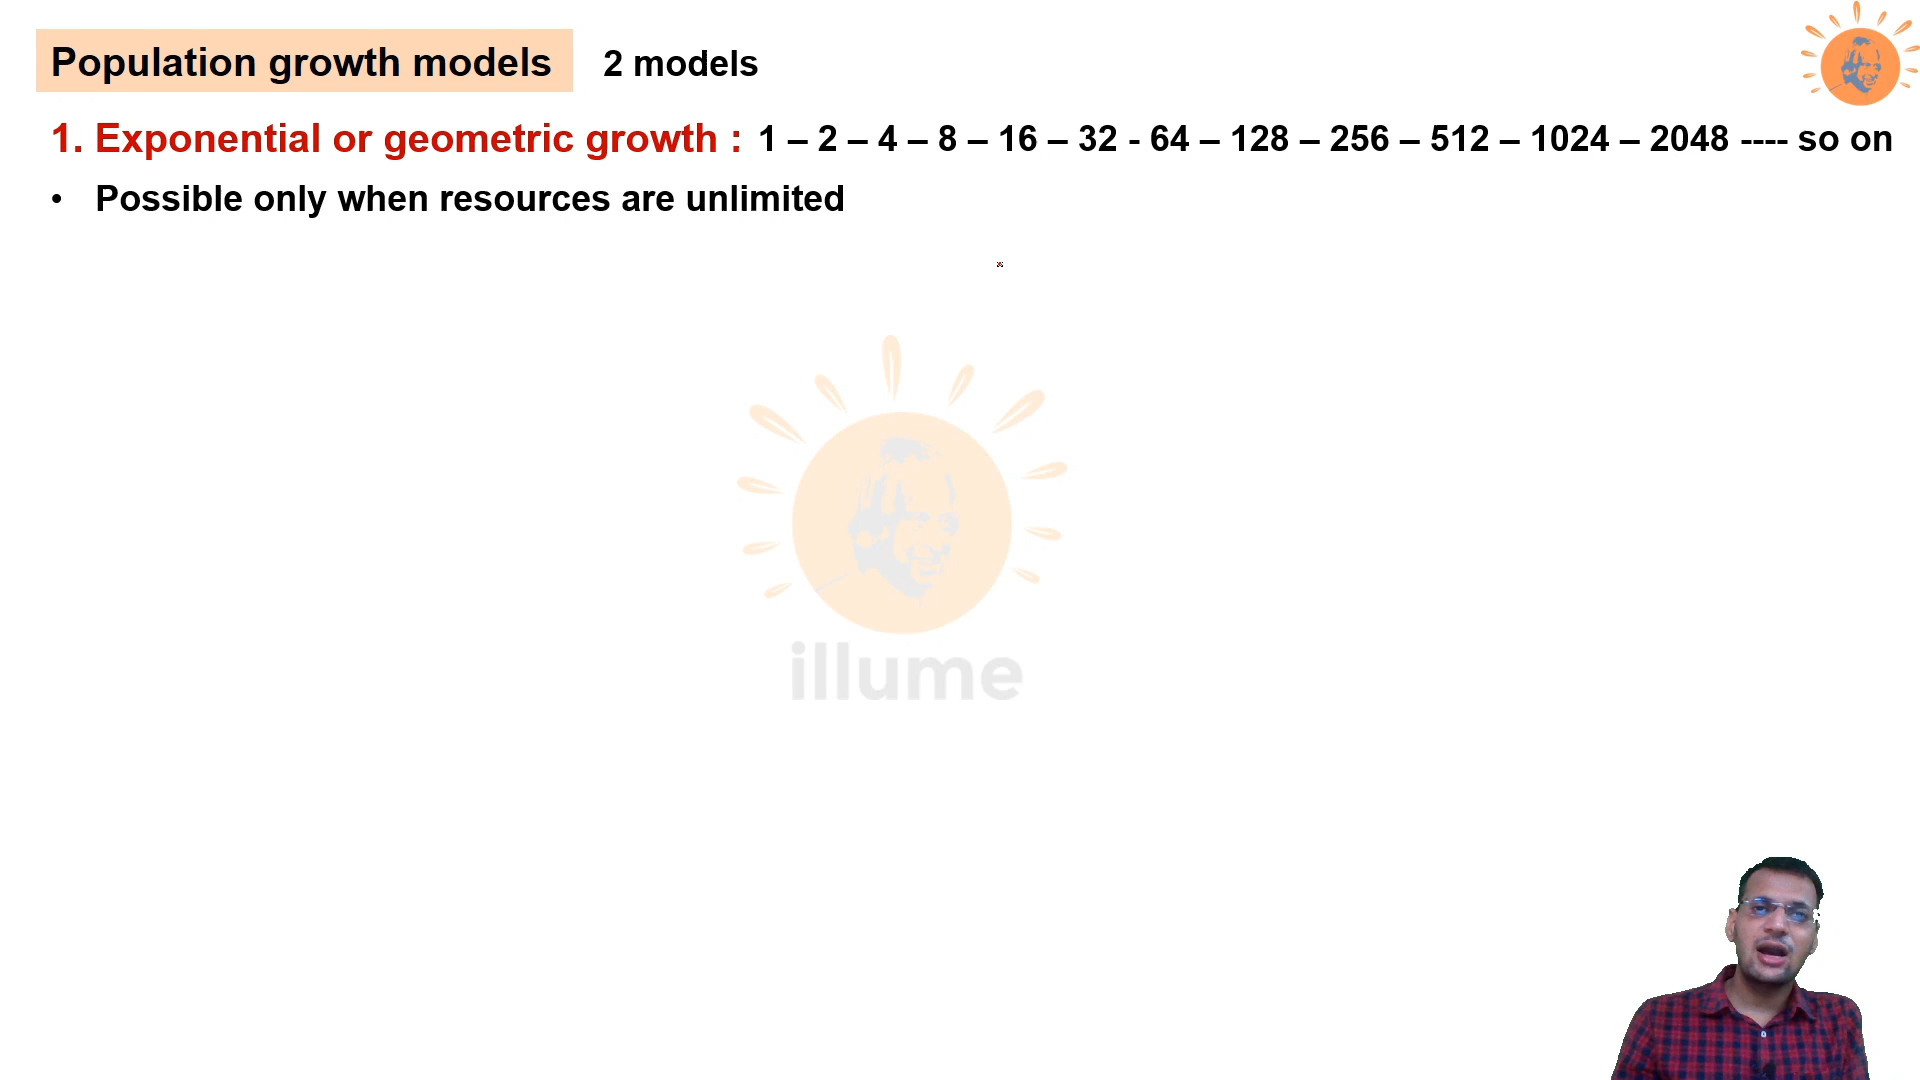 Population growth models 2 models
1. Exponential or geometric growth : 1 – 2 – 4 – 8 – 16 – 32 - 64 – 128 – 256 – 512 – 1024 – 2048 ---- so on
• Possible only when resources are unlimited
illume